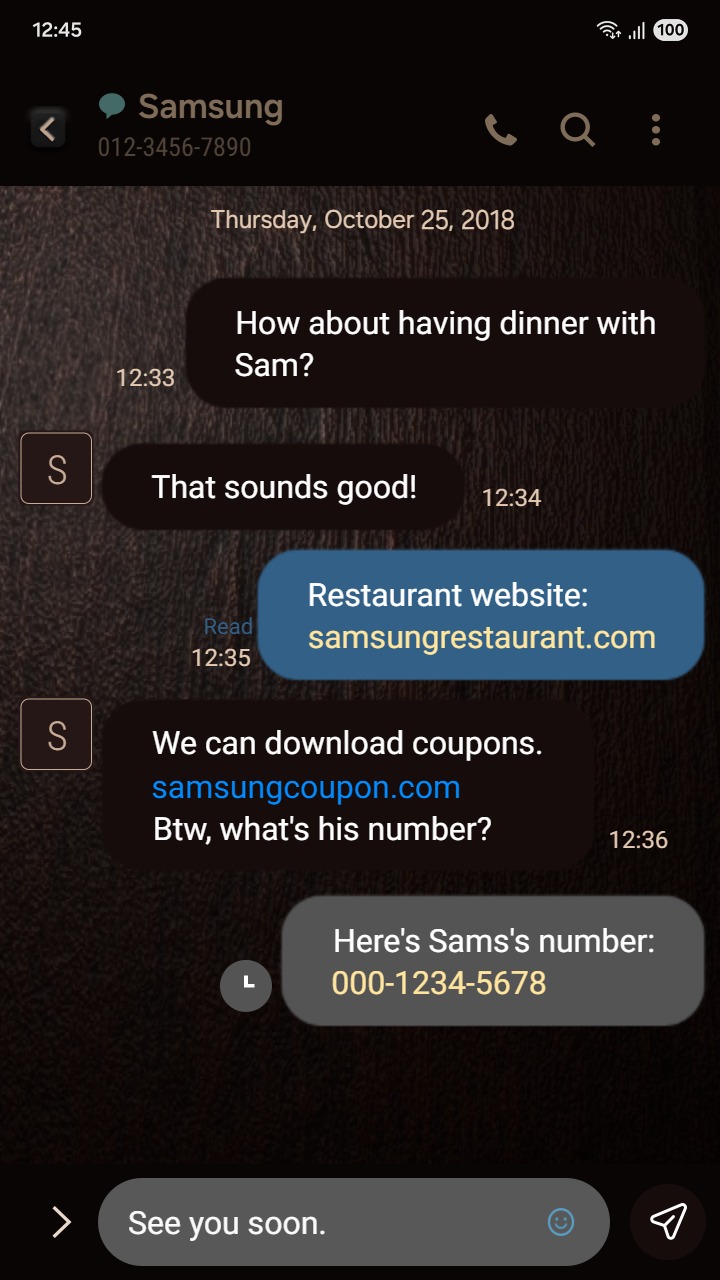 12:45
100
Samsung
012-3456-7890
Thursday, October 25, 2018
How about having dinner with
Sam?
12:33
S
That sounds good!
12:34
Restaurant website:
samsungrestaurant.com
Read
12:35
S
We can download coupons.
samsungcoupon.com
Btw, what's his number?
12:36
Here's Sams's number:
000-1234-5678
See you soon.